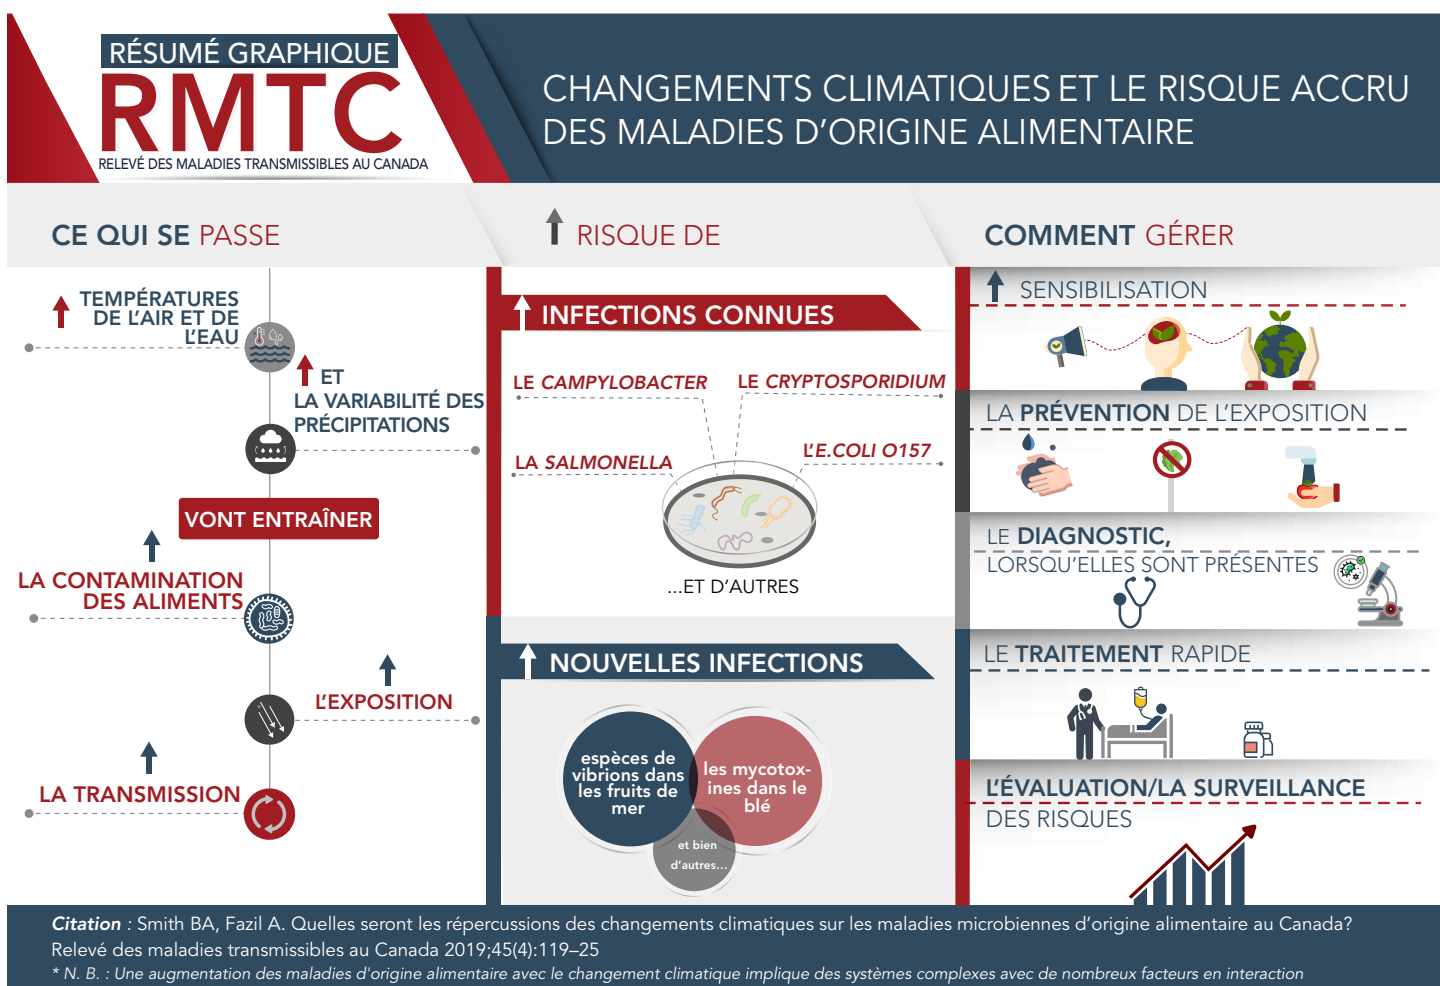 RÉSUMÉ GRAPHIQUE
RMTC
RELEVÉ DES MALADIES TRANSMISSIBLES AU CANADA
CHANGEMENTS CLIMATIQUES ET LE RISQUE ACCRU
DES MALADIES D'ORIGINE ALIMENTAIRE
CE QUI SE PASSE
TEMPÉRATURES
DE L'AIR ET DE
L'EAU
ET
LA VARIABILITÉ DES
PRÉCIPITATIONS
VONT ENTRAÎNER
LA CONTAMINATION
DES ALIMENTS
L'EXPOSITION
LA TRANSMISSION
RISQUE DE
INFECTIONS CONNUES
LE CAMPYLOBACTER
LE CRYPTOSPORIDIUM
LA SALMONELLA
L'E.COLI O157
...ET D'AUTRES
NOUVELLES INFECTIONS
espèces de
vibrions dans
les fruits de
mer
les mycotox-
ines dans le
blé
et bien
d'autres...
COMMENT GÉRER
SENSIBILISATION
LA PRÉVENTION DE L'EXPOSITION
LE DIAGNOSTIC,
LORSQU'ELLES SONT PRÉSENTES
LE TRAITEMENT RAPIDE
L'ÉVALUATION/LA SURVEILLANCE
DES RISQUES
Citation : Smith BA, Fazil A. Quelles seront les répercussions des changements climatiques sur les maladies microbiennes d'origine alimentaire au Canada?
Relevé des maladies transmissibles au Canada 2019;45(4):119–25
* N. B. : Une augmentation des maladies d'origine alimentaire avec le changement climatique implique des systèmes complexes avec de nombreux facteurs en interaction